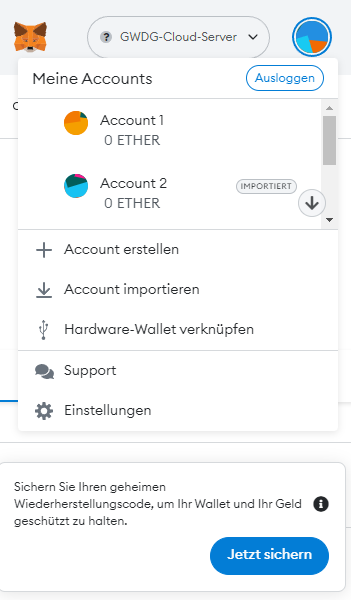 GWDG-Cloud-Server
Meine Accounts
Ausloggen
Account 1
0 ETHER
Account 2
IMPORTIERT
0 ETHER
Account erstellen
Account importieren
Hardware-Wallet verknüpfen
Support
Einstellungen
Sichern Sie Ihren geheimen
Wiederherstellungscode, um Ihr Wallet und Ihr Geld
geschützt zu halten.
Jetzt sichern